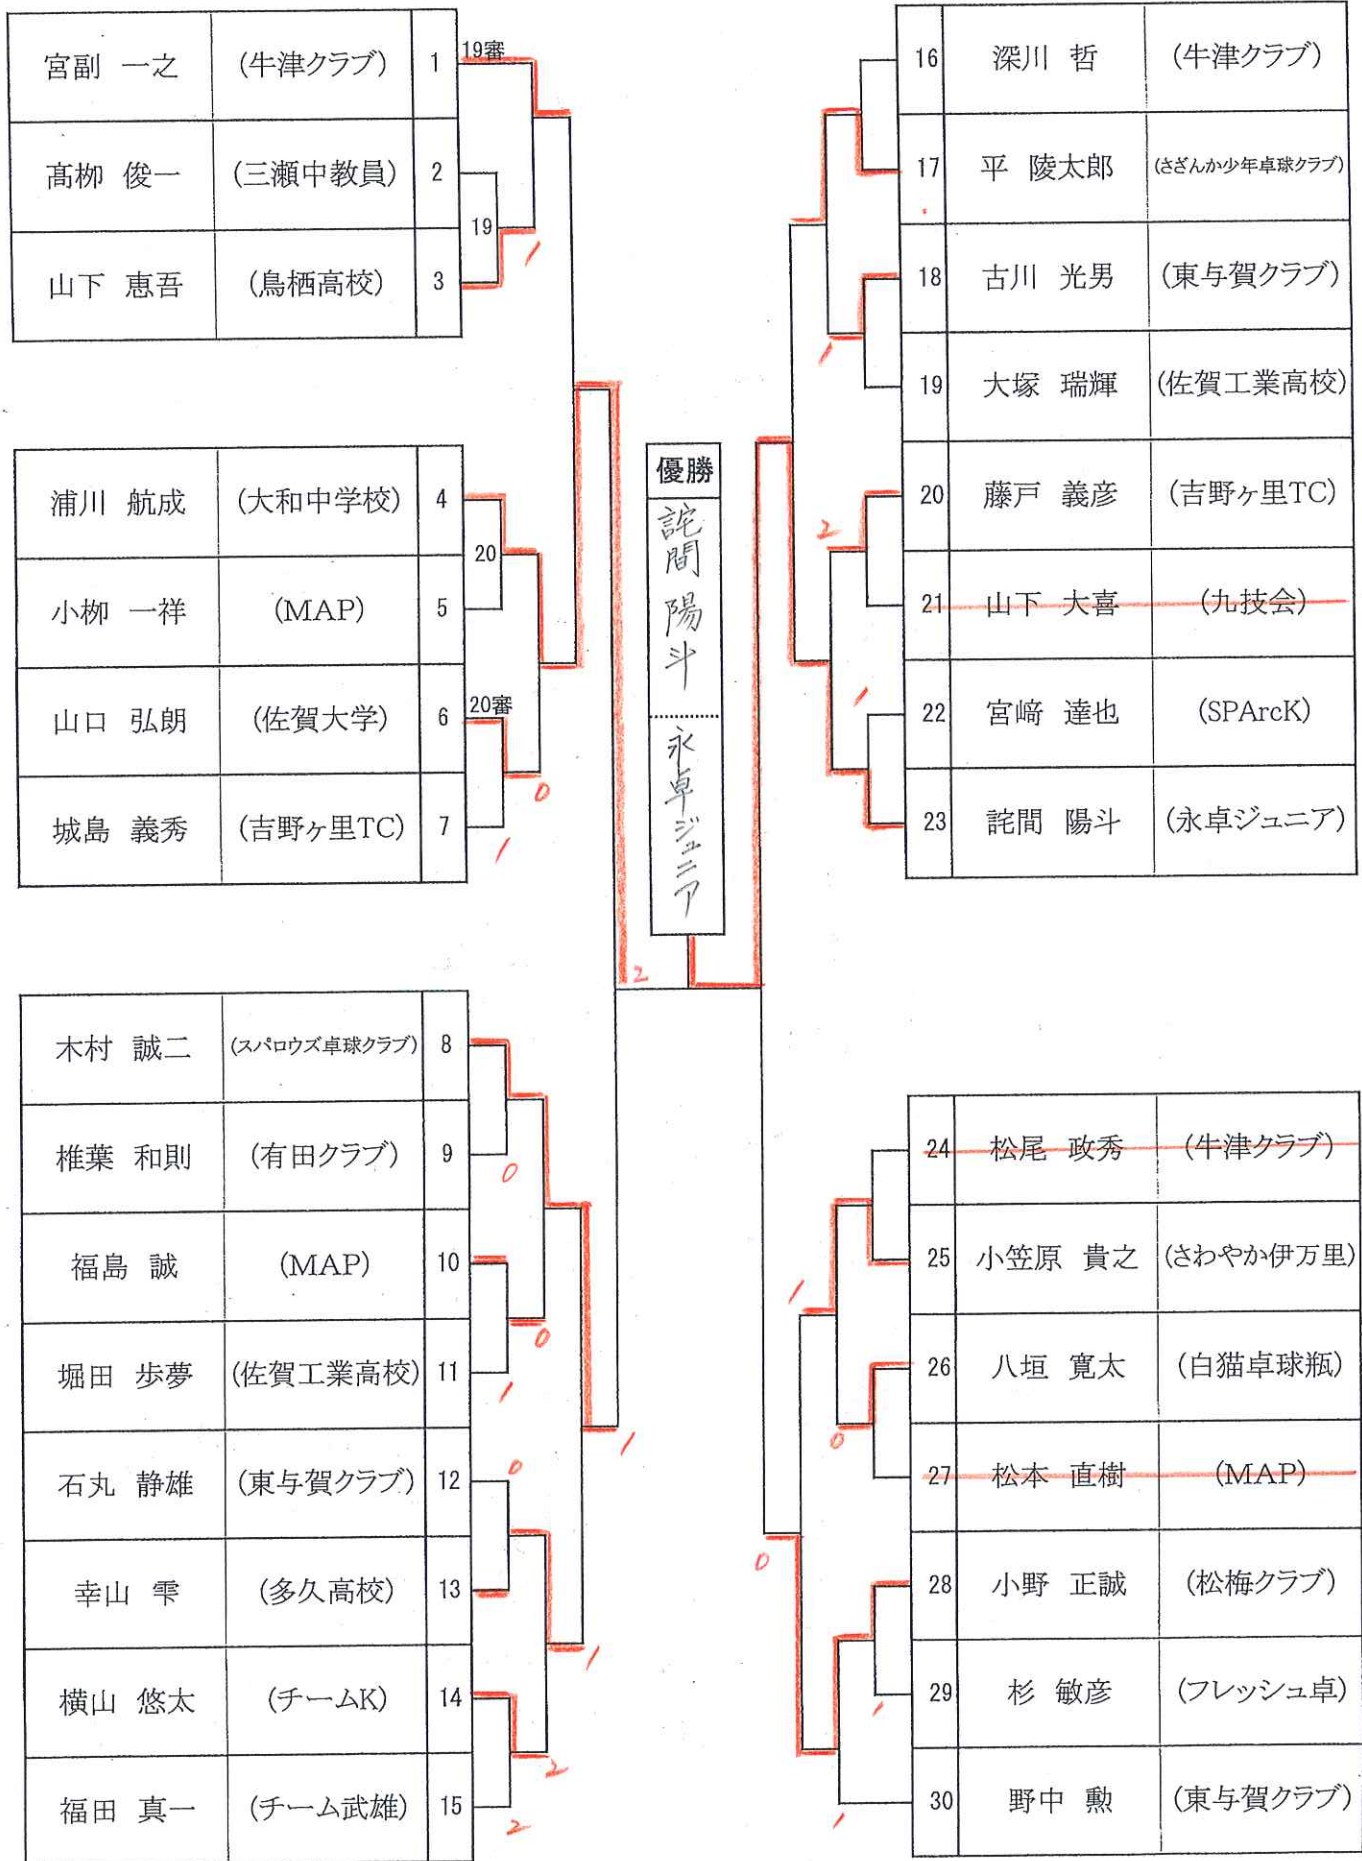 宮副 一之 (牛津クラブ) 1 19審
髙栁 俊一 (三瀬中教員) 2
19
山下 恵吾 (鳥栖高校) 3
1
浦川 航成 (大和中学校) 4
20
小栁 一祥 (MAP) 5
山口 弘朗 (佐賀大学) 6 20審
0
城島 義秀 (吉野ヶ里TC) 7
1
木村 誠二 (スパロウズ卓球クラブ) 8
椎葉 和則 (有田クラブ) 9
0
福島 誠 (MAP) 10
0
堀田 歩夢 (佐賀工業高校) 11
1
1
0
石丸 静雄 (東与賀クラブ) 12
幸山 雫 (多久高校) 13
1
横山 悠太 (チームK) 14
2
福田 真一 (チーム武雄) 15
2
優勝
詫間 陽斗
永卓ジュニア
2
16 深川 哲 (牛津クラブ)
17 平 陵太郎 (さざんか少年卓球クラブ)
18 古川 光男 (東与賀クラブ)
1
19 大塚 瑞輝 (佐賀工業高校)
20 藤戸 義彦 (吉野ヶ里TC)
2
21 山下 大喜 (九技会)
1
22 宮﨑 達也 (SPArcK)
23 詫間 陽斗 (永卓ジュニア)
24 松尾 政秀 (牛津クラブ)
25 小笠原 貴之 (さわやか伊万里)
1
26 八垣 寛太 (白猫卓球瓶)
0
27 松本 直樹 (MAP)
0
28 小野 正誠 (松梅クラブ)
29 杉 敏彦 (フレッシュ卓)
1
30 野中 勲 (東与賀クラブ)
1